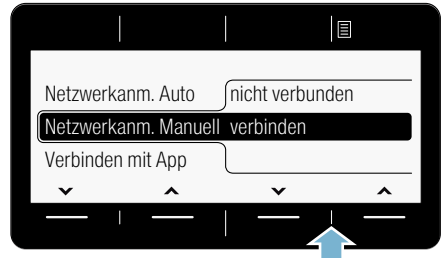 Netzwerkanm. Auto nicht verbunden
Netzwerkanm. Manuell verbinden
Verbinden mit App